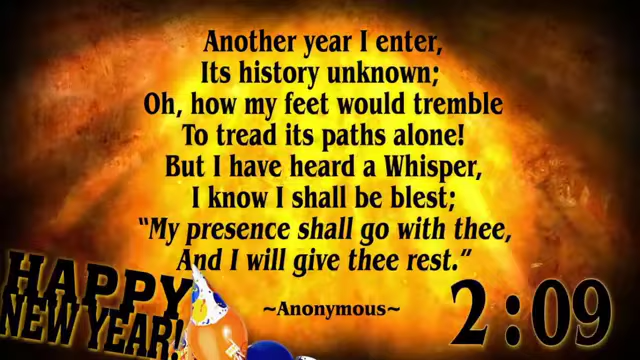 Another year I enter,
Its history unknown;
Oh, how my feet would tremble
To tread its paths alone!
But I have heard a Whisper,
I know I shall be blest;
“My presence shall go with thee,
And I will give thee rest.”
~Anonymous~
HAPPY
NEW YEAR!
2:09